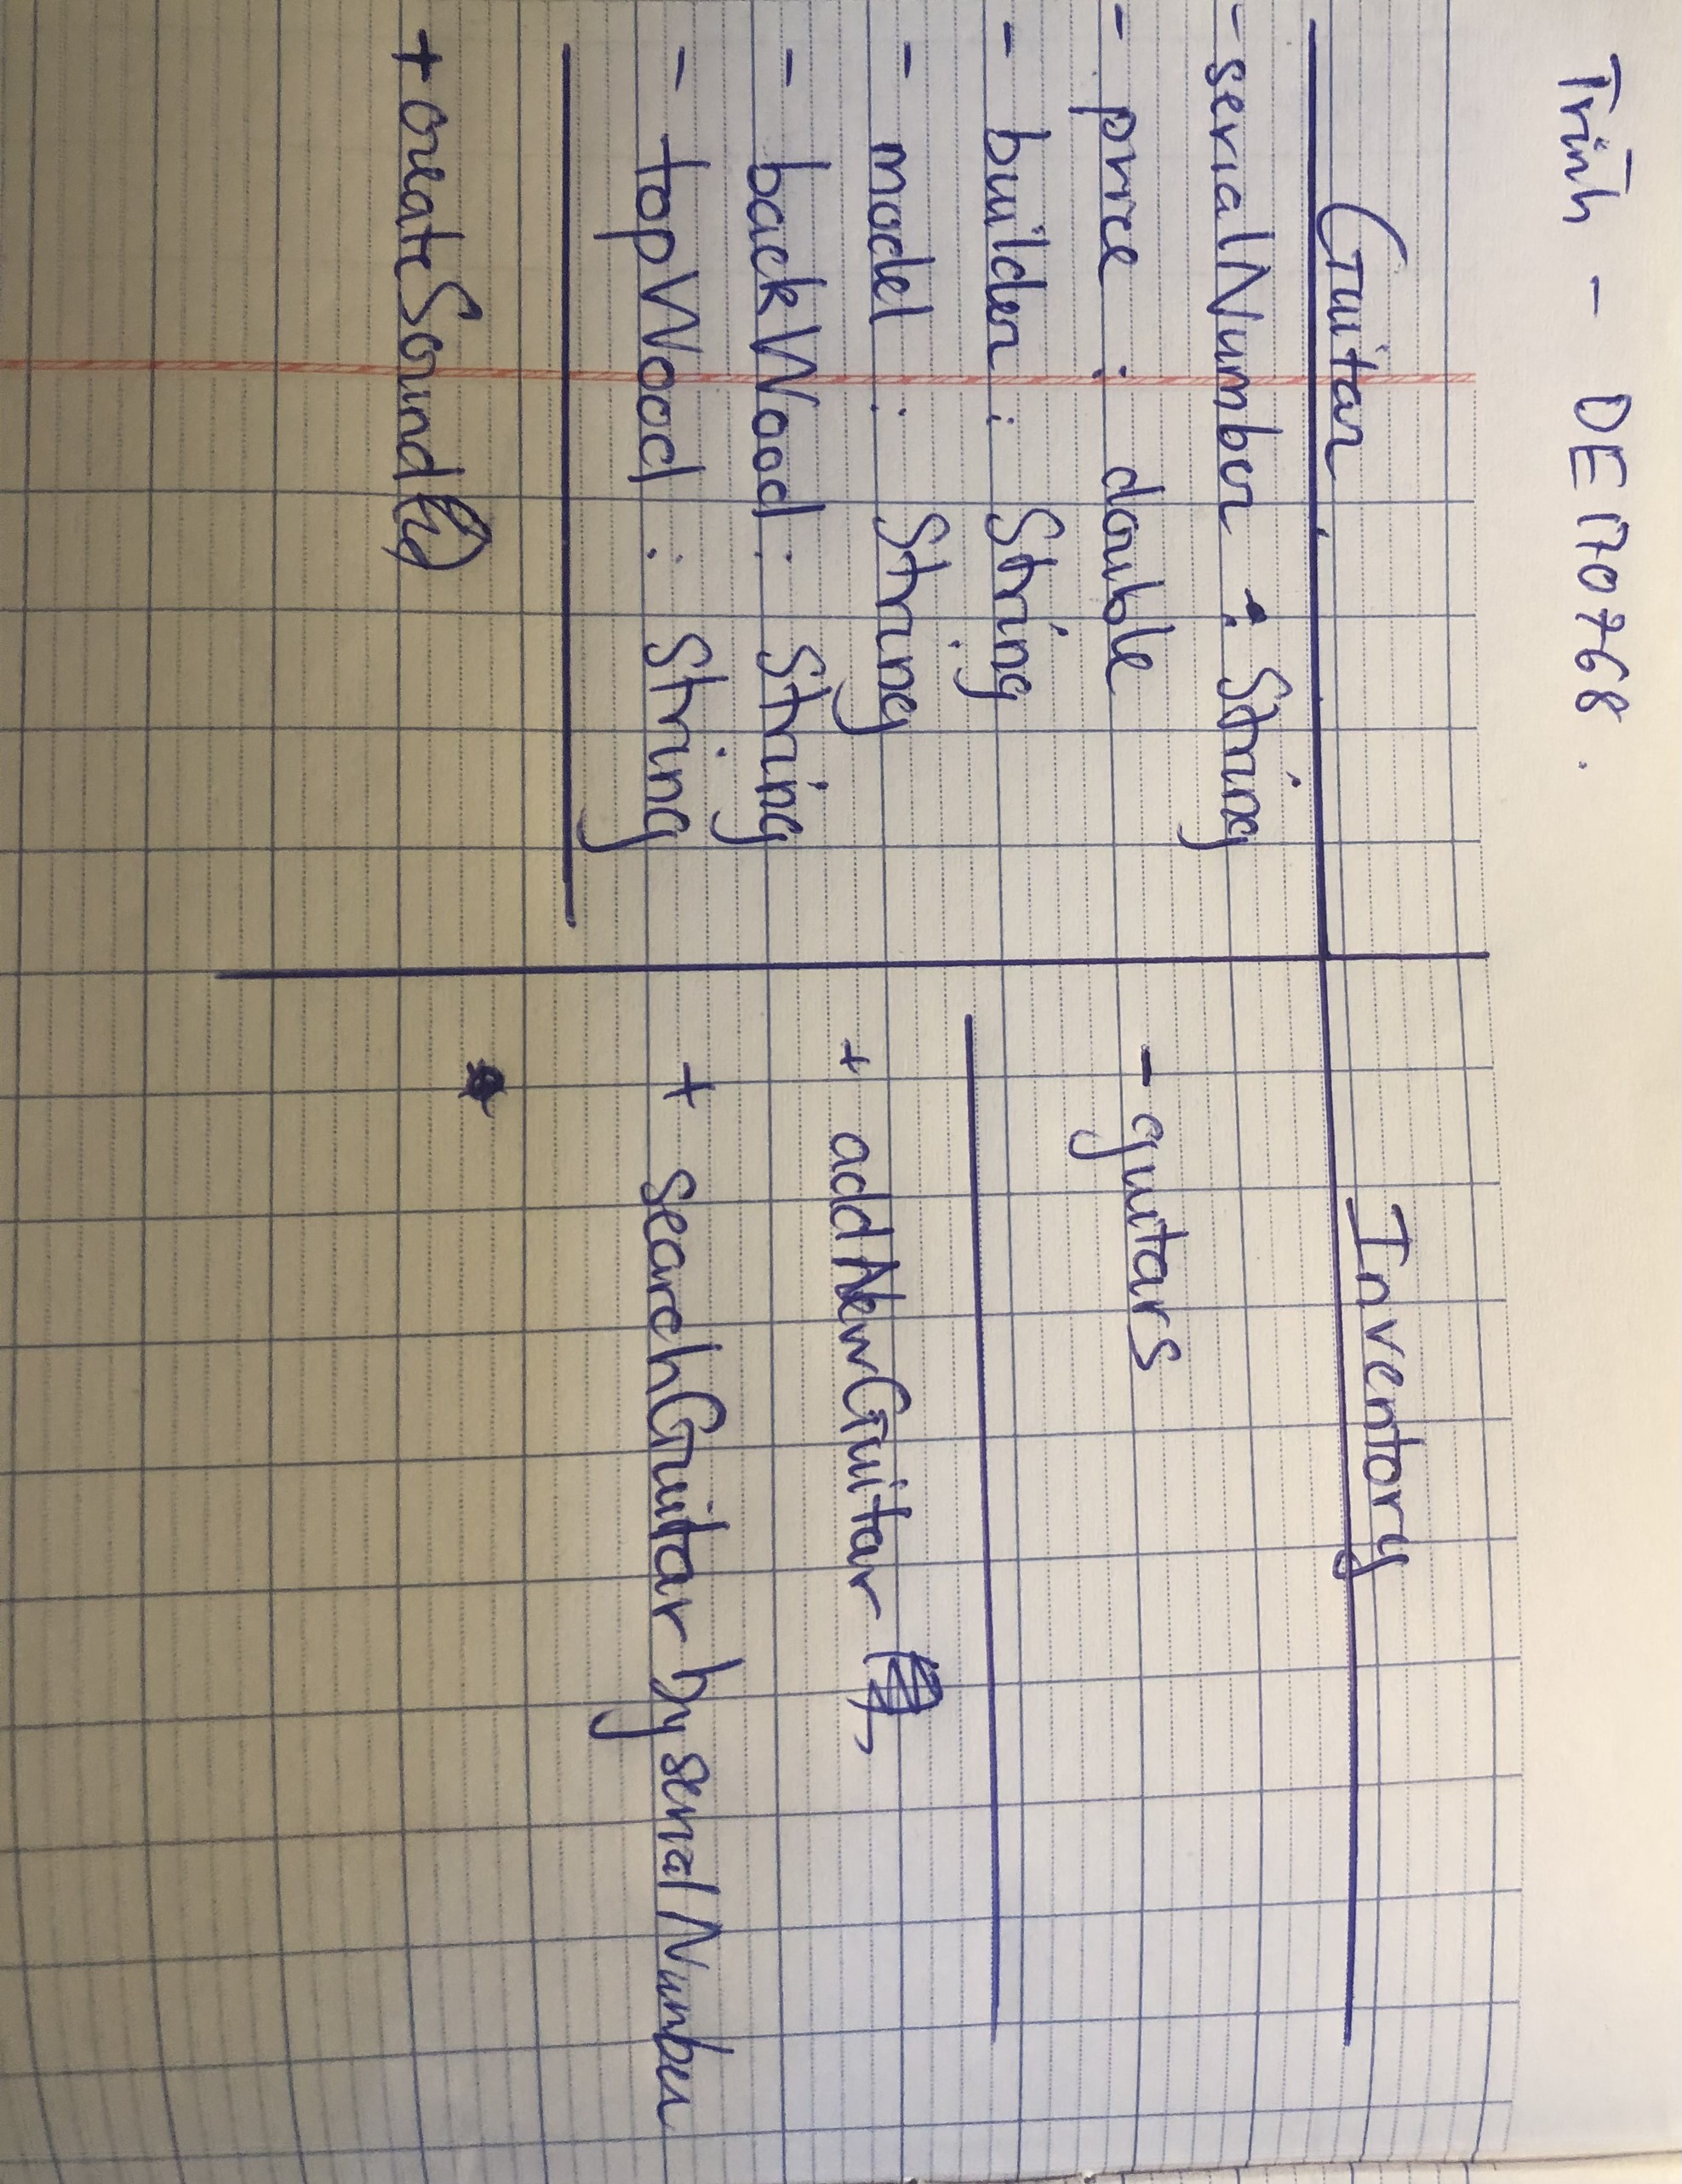 Trinh - DE170768.
Guitar
- serialNumber : String
- price : double
- builder : String
- model : String
- backWood : String
- topWood : String
+ createSound
Inventory
- guitars
+ addNewGuitar
+ searchGuitar by serialNumber